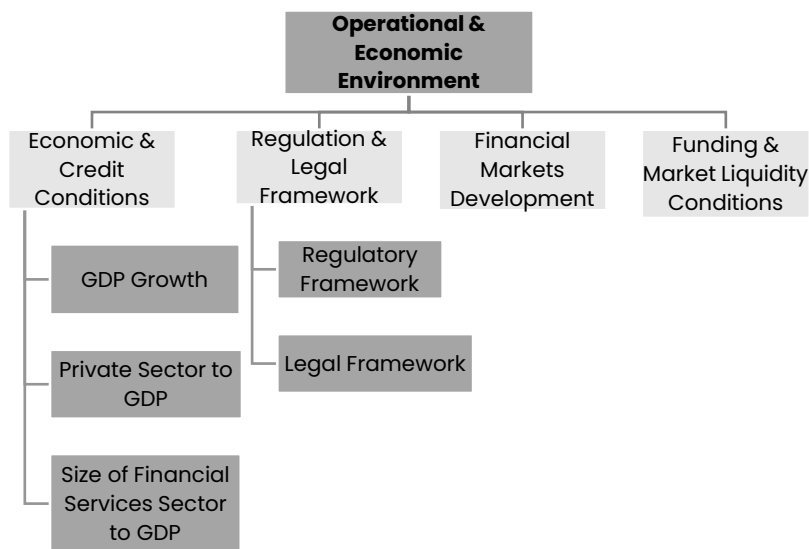 Operational &
Economic
Environment
Economic &
Credit
Conditions
Regulation &
Legal
Framework
Financial
Markets
Development
Funding &
Market Liquidity
Conditions
GDP Growth
Private Sector to
GDP
Size of Financial
Services Sector
to GDP
Regulatory
Framework
Legal Framework